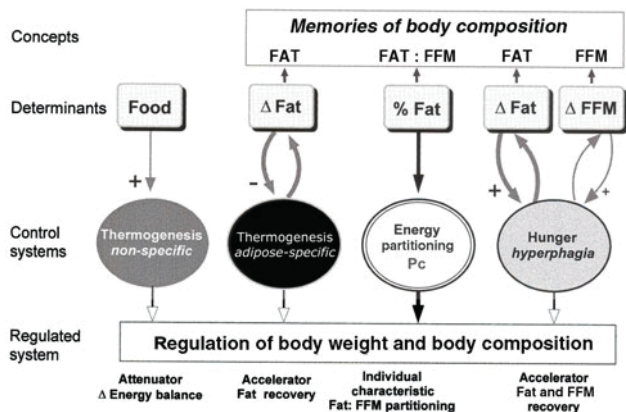 Concepts
Memories of body composition
FAT FAT : FFM FAT FFM
Determinants
Food
Δ Fat
% Fat
Δ Fat
Δ FFM
+
-
+
+
Control
systems
Thermogenesis
non-specific
Thermogenesis
adipose-specific
Energy
partitioning
Pc
Hunger
hyperphagia
Regulated
system
Regulation of body weight and body composition
Attenuator
Δ Energy balance
Accelerator
Fat recovery
Individual
characteristic
Fat: FFM partitioning
Accelerator
Fat and FFM
recovery